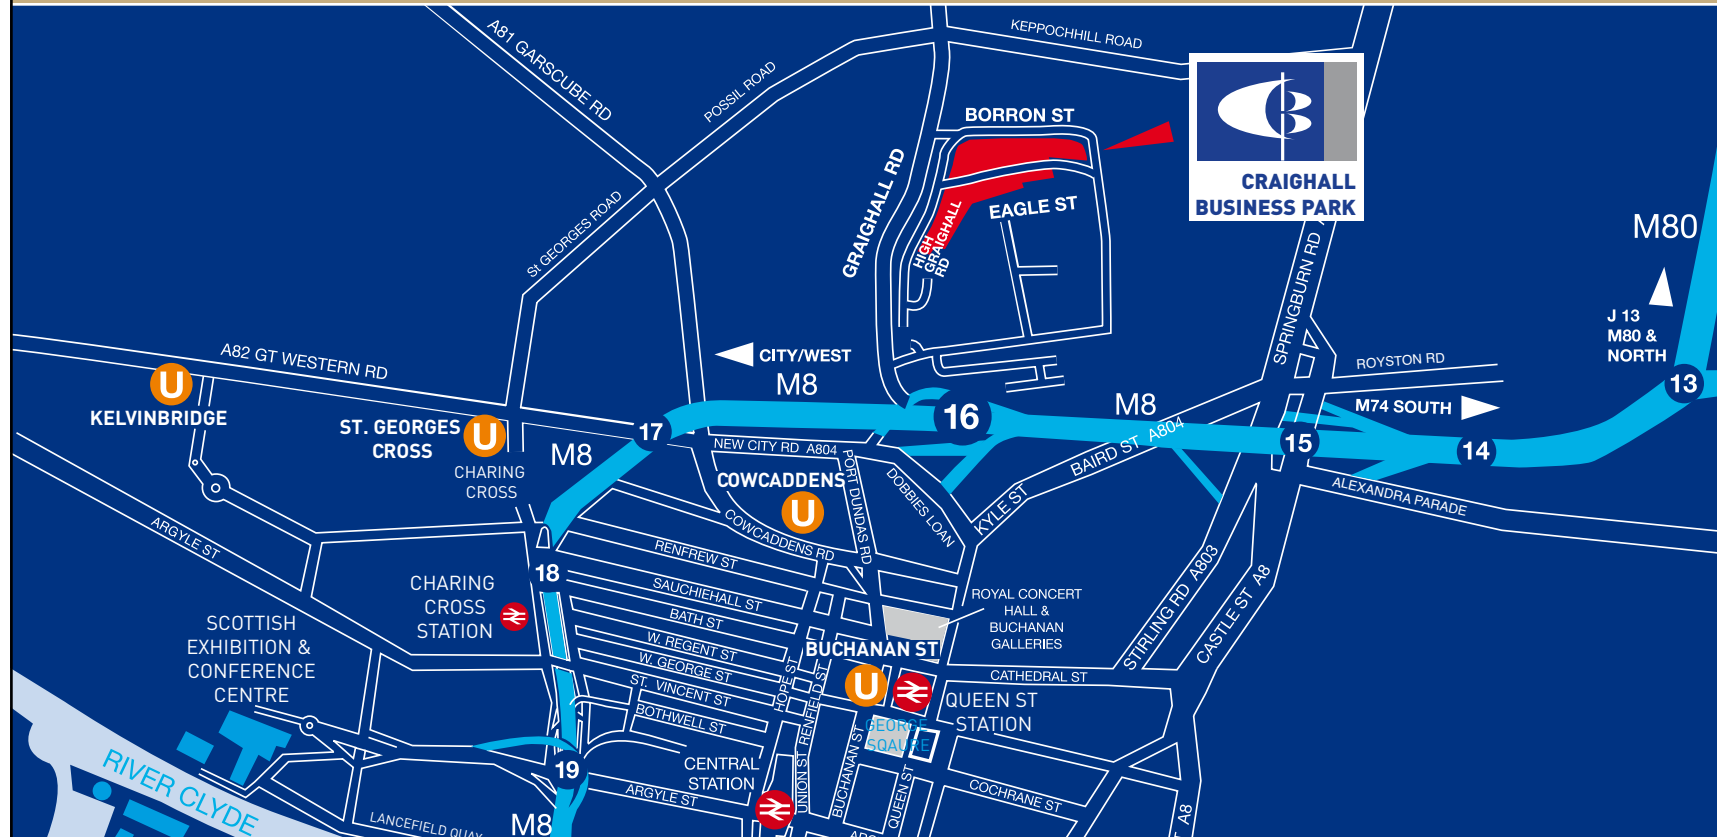 KEPPOCHHILL ROAD
A81 GARSCUBE RD
POSSIL ROAD
BORRON ST
CRAIGHALL
BUSINESS PARK
GRAIGHALL RD
EAGLE ST
HIGH
GRAIGHALL
RD
St GEORGES ROAD
M80
SPRINGBURN RD
J 13
M80 &
NORTH
A82 GT WESTERN RD
CITY/WEST
M8
ROYSTON RD
U
KELVINBRIDGE
13
M8
M74 SOUTH
16
ST. GEORGES
CROSS
U
17
15
14
M8
NEW CITY RD A804
BAIRD ST A804
CHARING
CROSS
COWCADDENS
U
PORT DUNDAS RD
DOBBIES LOAN
KYLE ST
ALEXANDRA PARADE
ARGYLE ST
COWCADDENS RD
RENFREW ST
18
CHARING
CROSS
STATION
SAUCHIEHALL ST
BATH ST
W. REGENT ST
W. GEORGE ST
ST. VINCENT ST
BOTHWELL ST
ROYAL CONCERT
HALL &
BUCHANAN
GALLERIES
STIRLING RD A803
CASTLE ST A8
SCOTTISH
EXHIBITION &
CONFERENCE
CENTRE
BUCHANAN ST
U
HOPE ST
RENFIELD ST
CATHEDRAL ST
QUEEN ST
STATION
GEORGE
SQAURE
RIVER CLYDE
19
CENTRAL
STATION
UNION ST
BUCHANAN ST
QUEEN ST
COCHRANE ST
ARGYLE ST
LANCEFIELD QUAY
M8
A8